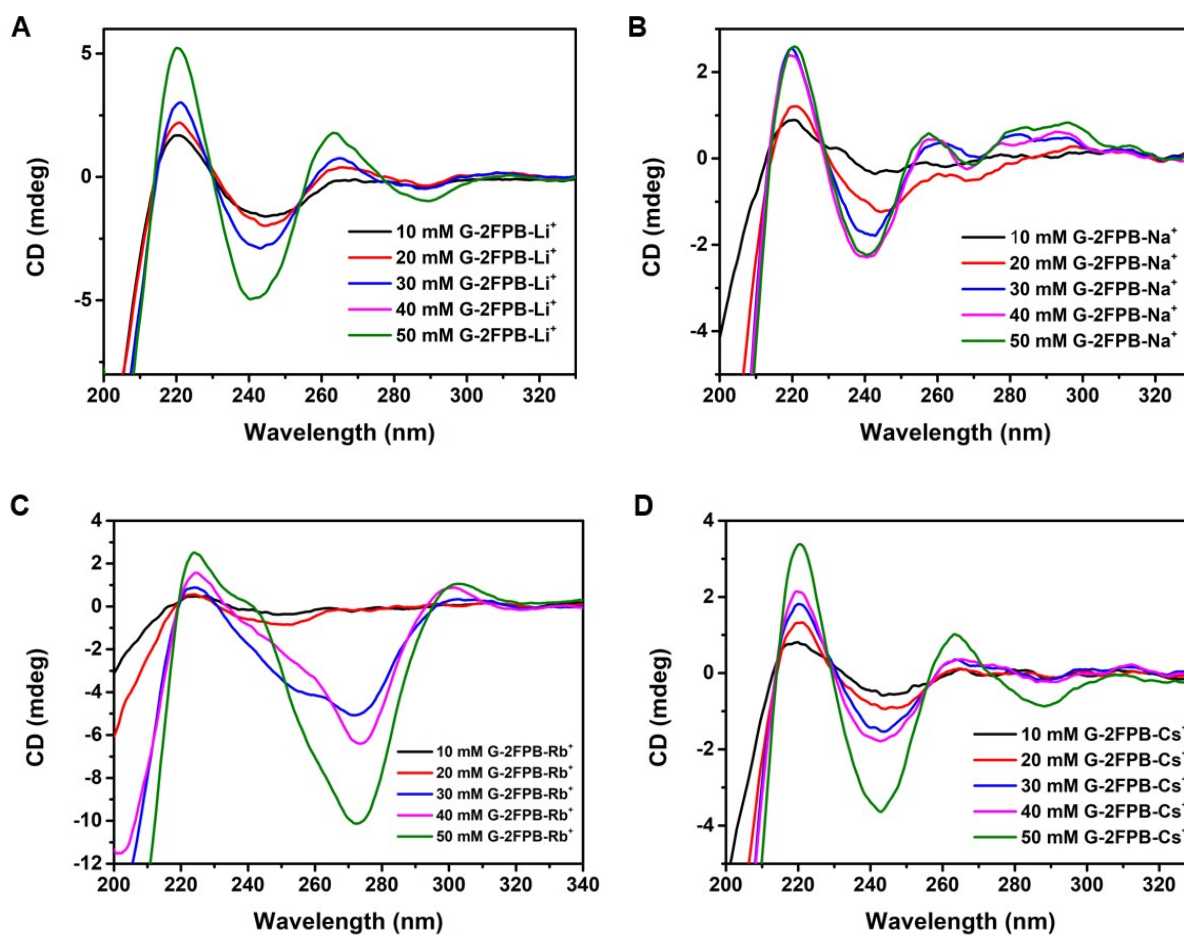 A
5
0
-5
CD (mdeg)
10 mM G-2FPB-Li⁺
20 mM G-2FPB-Li⁺
30 mM G-2FPB-Li⁺
40 mM G-2FPB-Li⁺
50 mM G-2FPB-Li⁺
200 220 240 260 280 300 320
Wavelength (nm)
B
2
0
-2
-4
CD (mdeg)
10 mM G-2FPB-Na⁺
20 mM G-2FPB-Na⁺
30 mM G-2FPB-Na⁺
40 mM G-2FPB-Na⁺
50 mM G-2FPB-Na⁺
200 220 240 260 280 300 320
Wavelength (nm)
C
4
2
0
-2
-4
-6
-8
-10
-12
CD (mdeg)
10 mM G-2FPB-Rb⁺
20 mM G-2FPB-Rb⁺
30 mM G-2FPB-Rb⁺
40 mM G-2FPB-Rb⁺
50 mM G-2FPB-Rb⁺
200 220 240 260 280 300 320 340
Wavelength (nm)
D
4
2
0
-2
-4
CD (mdeg)
10 mM G-2FPB-Cs⁺
20 mM G-2FPB-Cs⁺
30 mM G-2FPB-Cs⁺
40 mM G-2FPB-Cs⁺
50 mM G-2FPB-Cs⁺
200 220 240 260 280 300 320
Wavelength (nm)